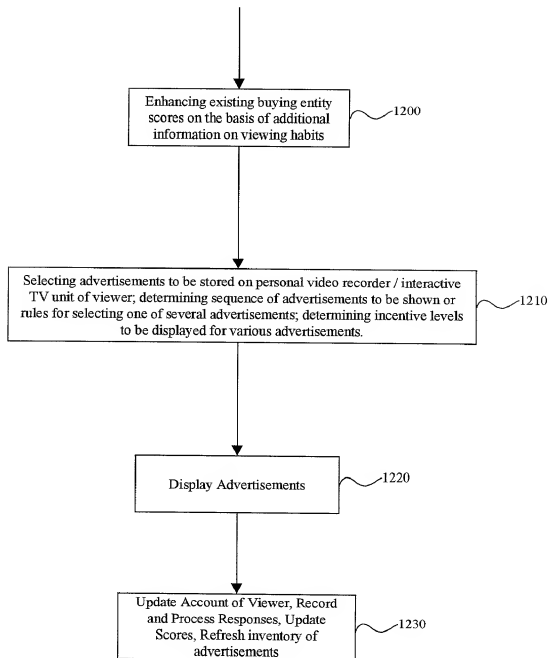 Enhancing existing buying entity
scores on the basis of additional
information on viewing habits
1200
Selecting advertisements to be stored on personal video recorder / interactive
TV unit of viewer; determining sequence of advertisements to be shown or
rules for selecting one of several advertisements; determining incentive levels
to be displayed for various advertisements.
1210
Display Advertisements
1220
Update Account of Viewer, Record
and Process Responses, Update
Scores, Refresh inventory of
advertisements
1230